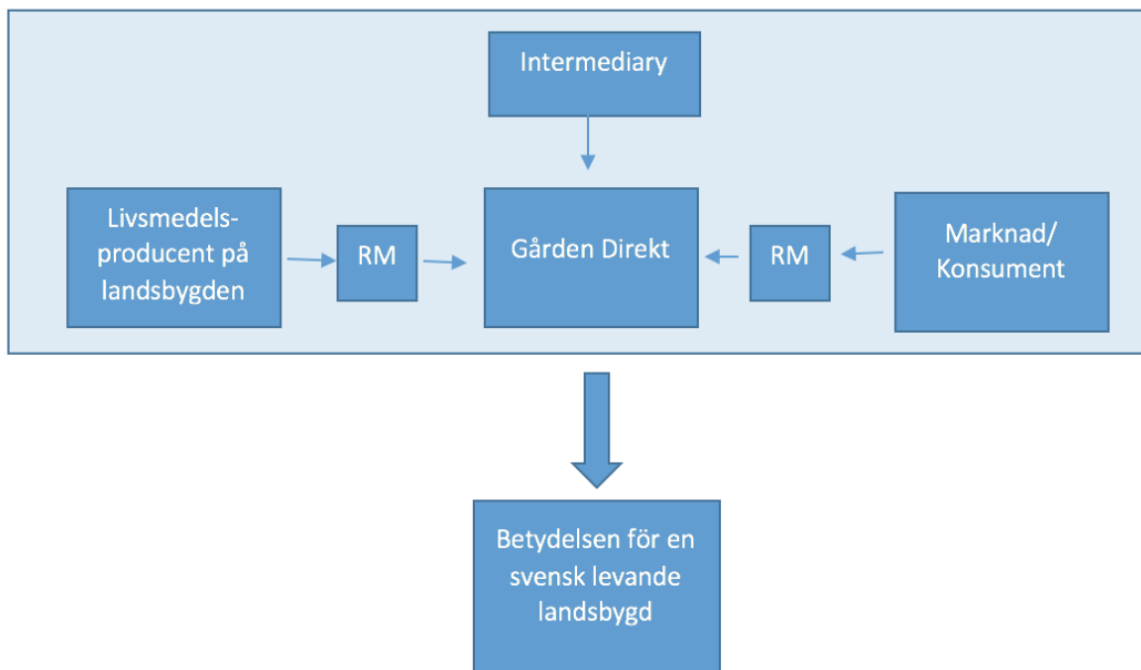 Intermediary
Livsmedels-
producent på
landsbygden
RM
Gården Direkt
RM
Marknad/
Konsument
Betydelsen för en
svensk levande
landsbygd